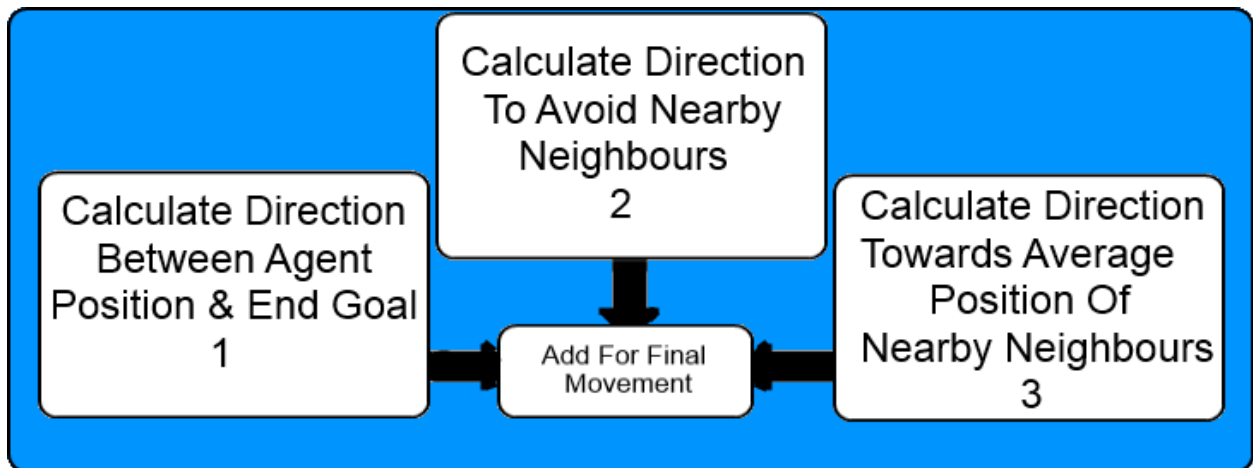 Calculate Direction
Between Agent
Position & End Goal
1
Calculate Direction
To Avoid Nearby
Neighbours
2
Calculate Direction
Towards Average
Position Of
Nearby Neighbours
3
Add For Final
Movement